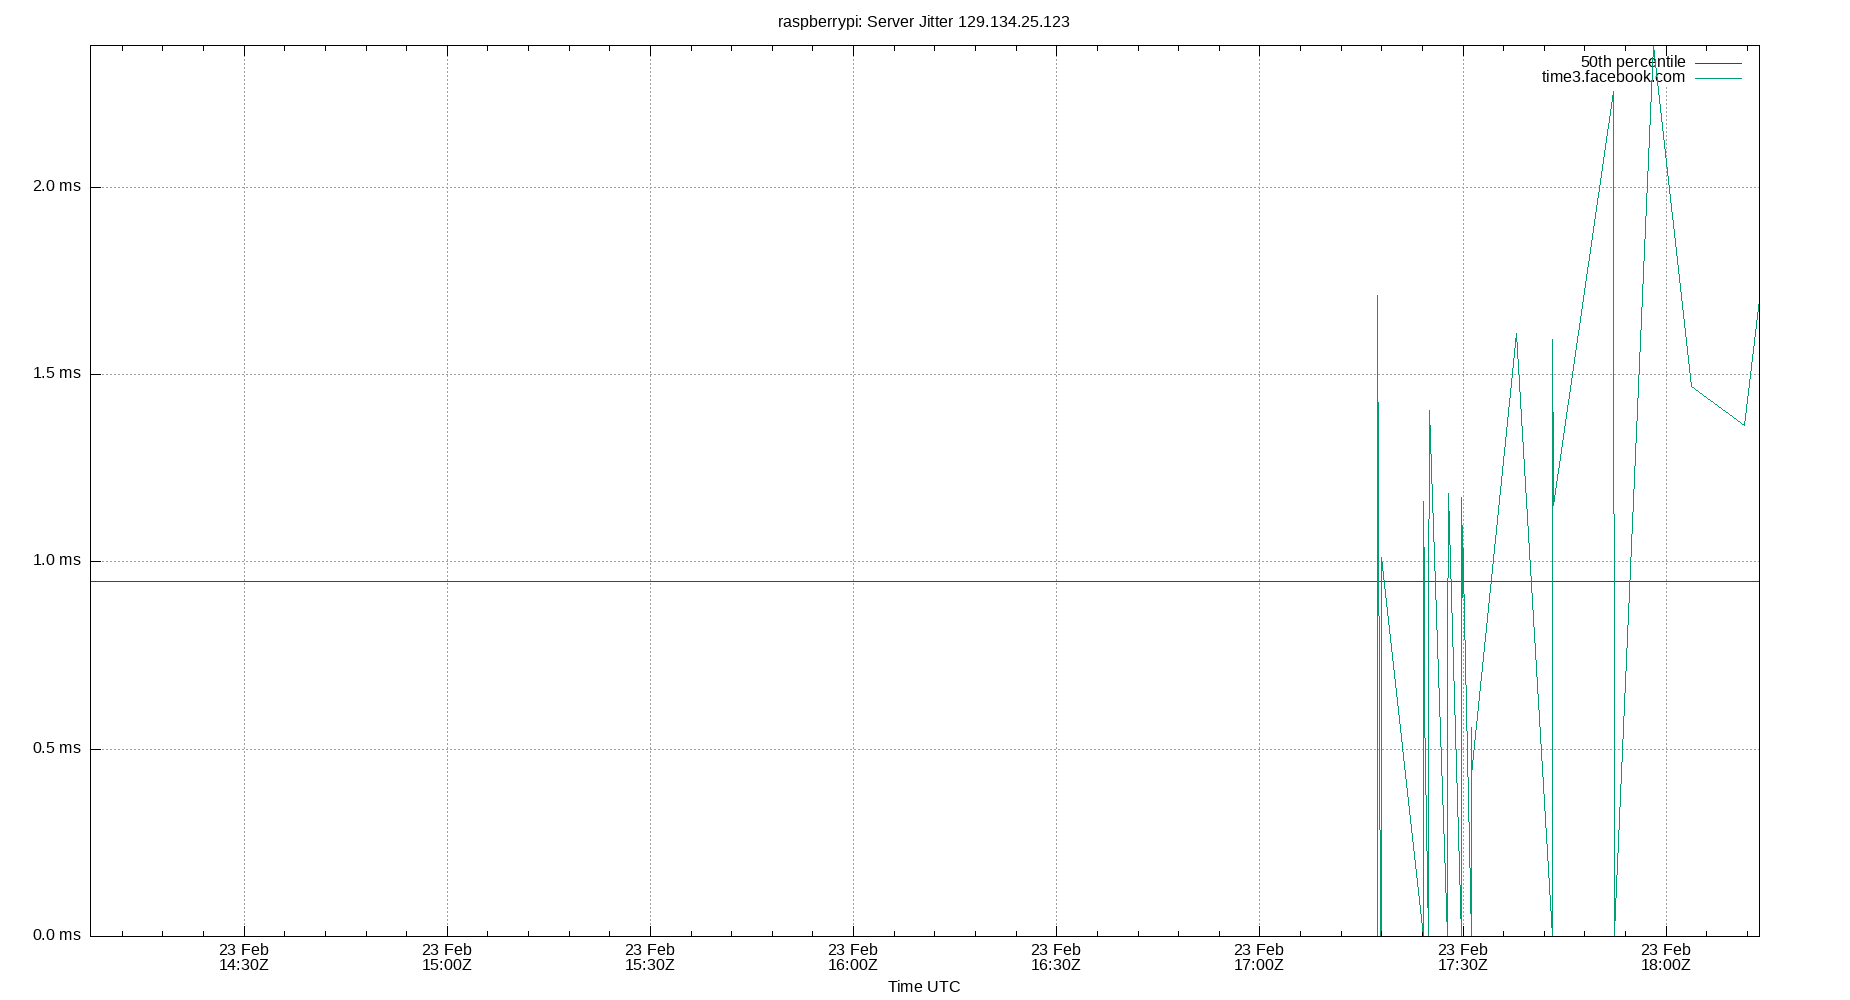 raspberrypi: Server Jitter 129.134.25.123
50th percentile
time3.facebook.com
2.0 ms
1.5 ms
1.0 ms
0.5 ms
0.0 ms
23 Feb 23 Feb 23 Feb 23 Feb 23 Feb 23 Feb 23 Feb 23 Feb
14:30Z 15:00Z 15:30Z 16:00Z 16:30Z 17:00Z 17:30Z 18:00Z
Time UTC